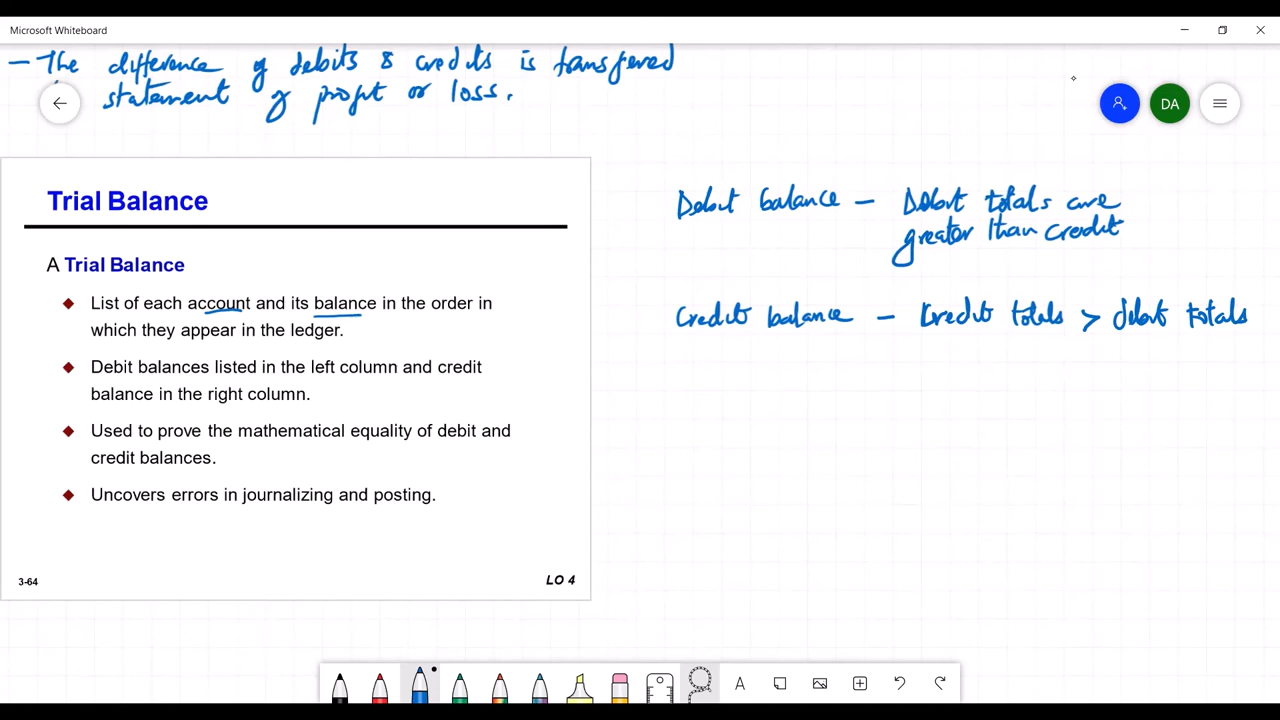 Microsoft Whiteboard
– The difference of debits & credits is transferred
statement of profit or loss.
DA
Trial Balance
A Trial Balance
List of each account and its balance in the order in
which they appear in the ledger.
Debit balances listed in the left column and credit
balance in the right column.
Used to prove the mathematical equality of debit and
credit balances.
Uncovers errors in journalizing and posting.
3-64
LO 4
Debit balance – Debit totals are
greater than credit
Credit balance – Credit totals > debit totals
A